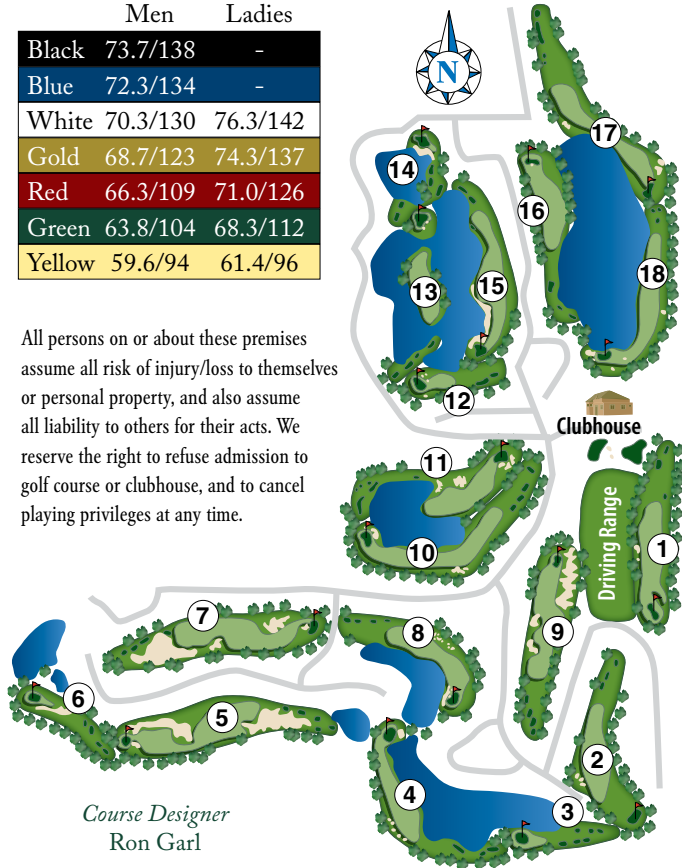 Men Ladies
Black 73.7/138 -
Blue 72.3/134 -
White 70.3/130 76.3/142
Gold 68.7/123 74.3/137
Red 66.3/109 71.0/126
Green 63.8/104 68.3/112
Yellow 59.6/94 61.4/96
N
17
14
16
18
13
15
12
All persons on or about these premises
assume all risk of injury/loss to themselves
or personal property, and also assume
all liability to others for their acts. We
reserve the right to refuse admission to
golf course or clubhouse, and to cancel
playing privileges at any time.
Clubhouse
11
10
Driving Range
1
9
7
8
6
5
2
4
3
Course Designer
Ron Garl